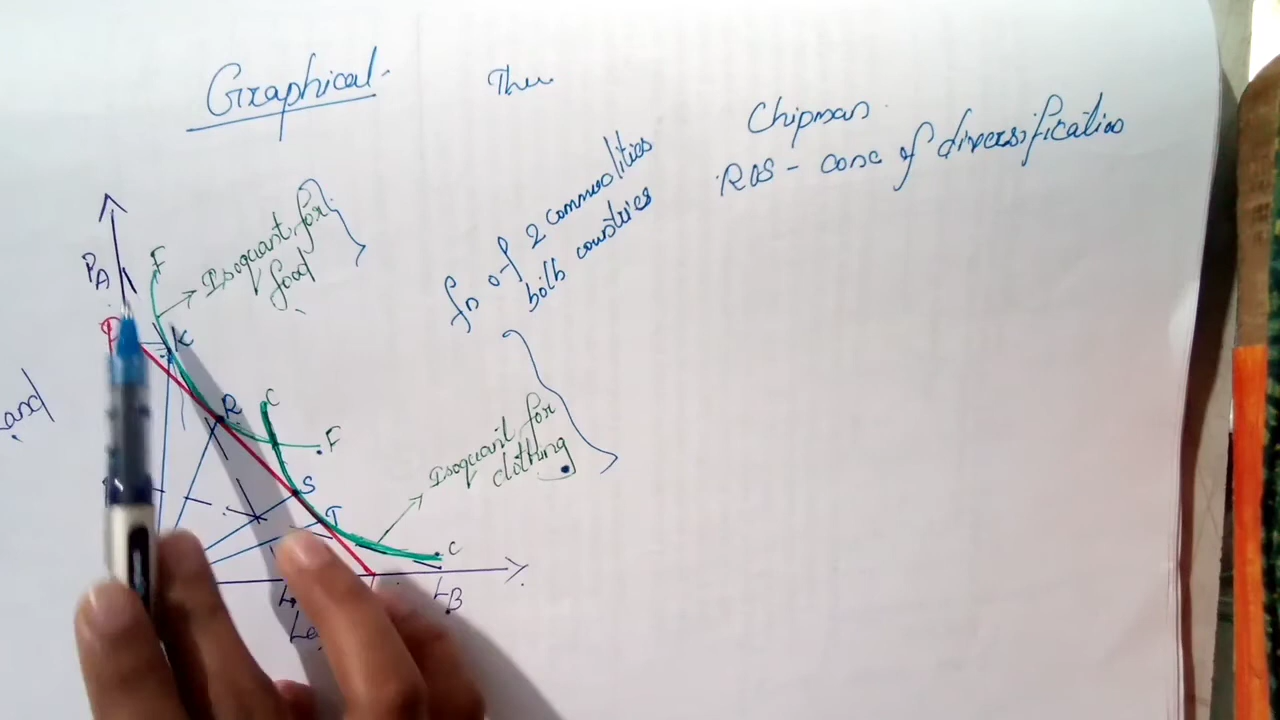 Graphical
The
Chipman
ROS - cone of diversification
fn of 2 commodities
both countries
PA
F
Isoquant for
food
P
K
R
C
F
Isoquant for
clothing
S
T
C
L
LB